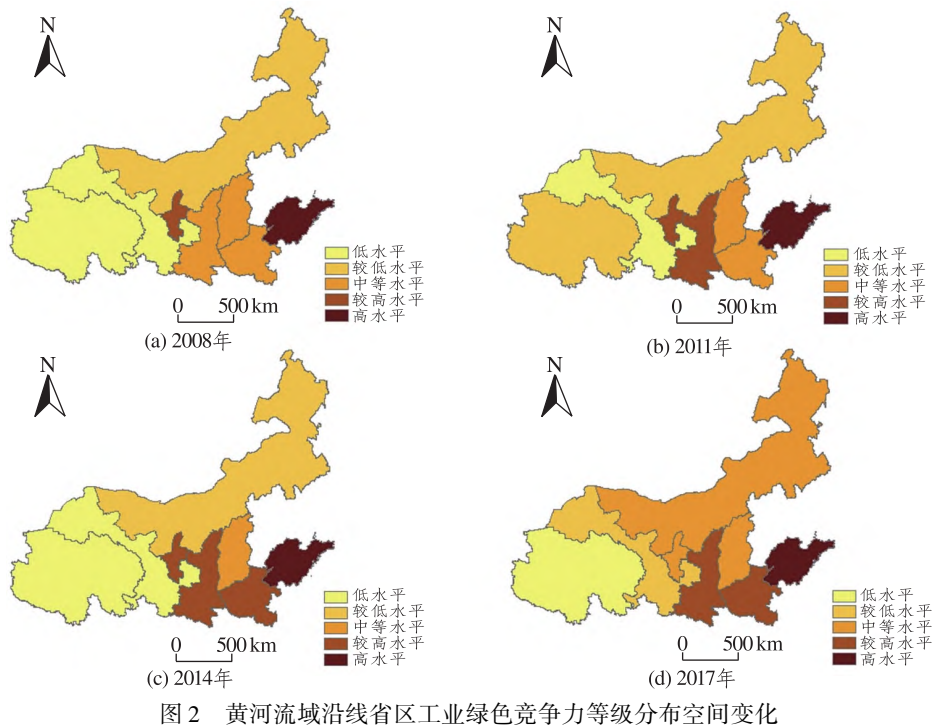 N
低水平
较低水平
中等水平
较高水平
高水平
0 500 km
(a) 2008年
N
低水平
较低水平
中等水平
较高水平
高水平
0 500 km
(b) 2011年
N
低水平
较低水平
中等水平
较高水平
高水平
0 500 km
(c) 2014年
N
低水平
较低水平
中等水平
较高水平
高水平
0 500 km
(d) 2017年
图 2 黄河流域沿线省区工业绿色竞争力等级分布空间变化